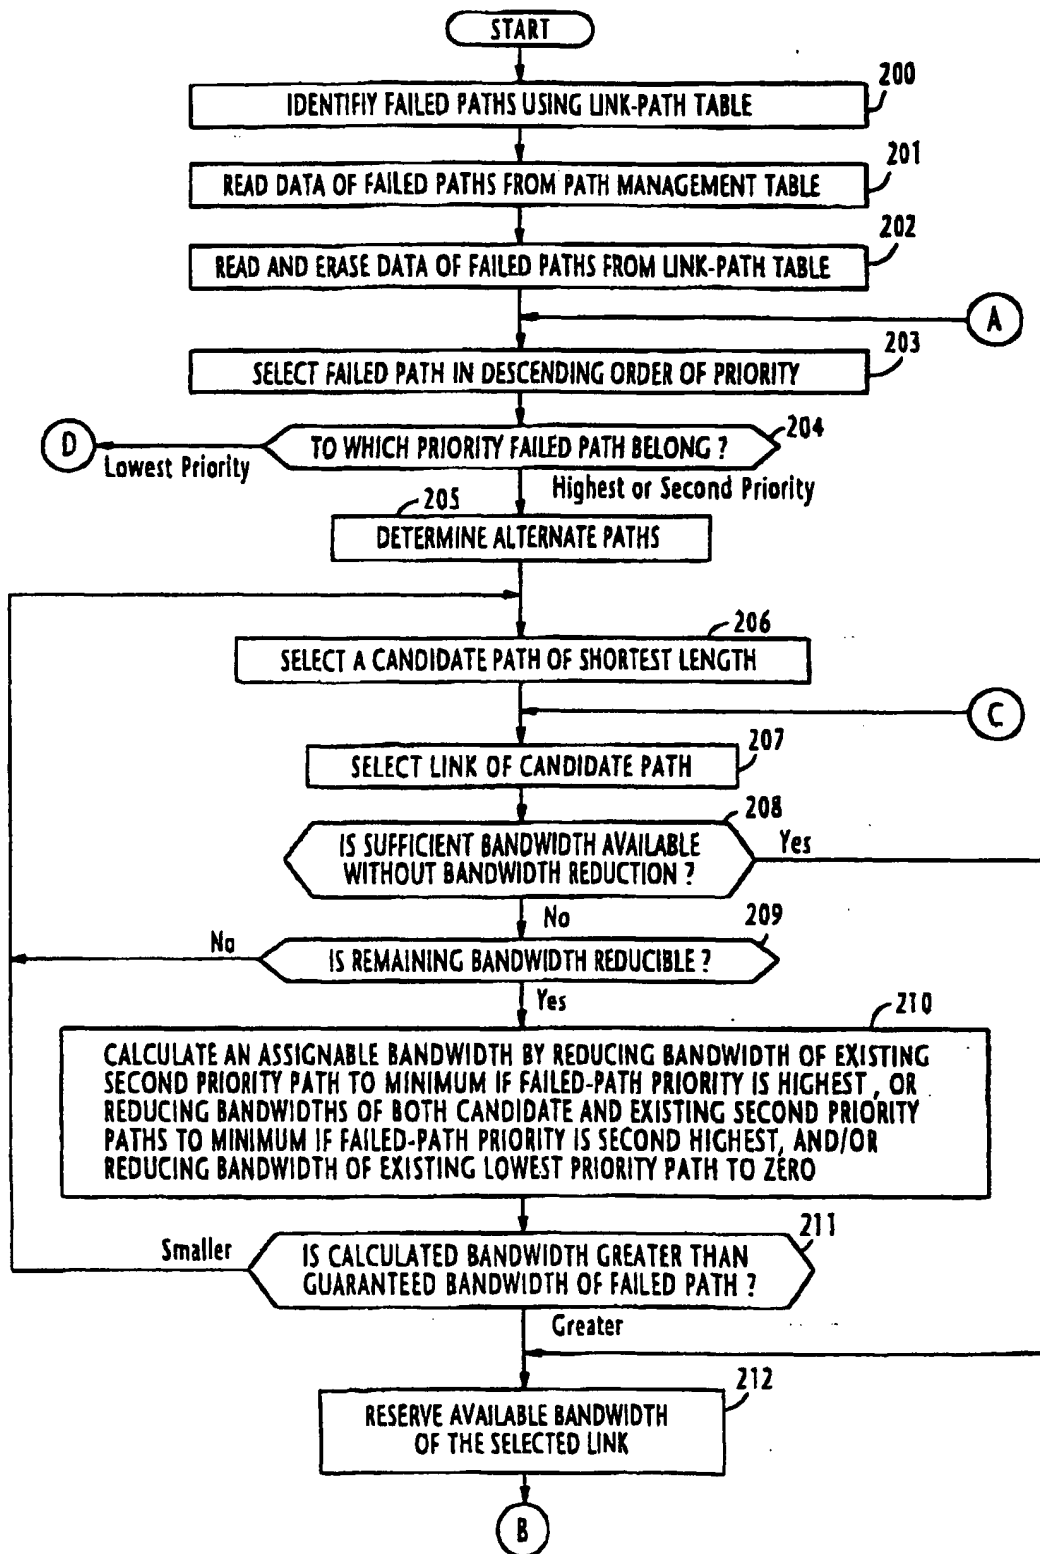 START
200
IDENTIFIY FAILED PATHS USING LINK-PATH TABLE
201
READ DATA OF FAILED PATHS FROM PATH MANAGEMENT TABLE
202
READ AND ERASE DATA OF FAILED PATHS FROM LINK-PATH TABLE
A
203
SELECT FAILED PATH IN DESCENDING ORDER OF PRIORITY
204
D
TO WHICH PRIORITY FAILED PATH BELONG ?
Lowest Priority
Highest or Second Priority
205
DETERMINE ALTERNATE PATHS
206
SELECT A CANDIDATE PATH OF SHORTEST LENGTH
C
207
SELECT LINK OF CANDIDATE PATH
208
IS SUFFICIENT BANDWIDTH AVAILABLE
WITHOUT BANDWIDTH REDUCTION ?
Yes
No
209
No
IS REMAINING BANDWIDTH REDUCIBLE ?
Yes
210
CALCULATE AN ASSIGNABLE BANDWIDTH BY REDUCING BANDWIDTH OF EXISTING
SECOND PRIORITY PATH TO MINIMUM IF FAILED-PATH PRIORITY IS HIGHEST , OR
REDUCING BANDWIDTHS OF BOTH CANDIDATE AND EXISTING SECOND PRIORITY
PATHS TO MINIMUM IF FAILED-PATH PRIORITY IS SECOND HIGHEST, AND/OR
REDUCING BANDWIDTH OF EXISTING LOWEST PRIORITY PATH TO ZERO
211
Smaller
IS CALCULATED BANDWIDTH GREATER THAN
GUARANTEED BANDWIDTH OF FAILED PATH ?
Greater
212
RESERVE AVAILABLE BANDWIDTH
OF THE SELECTED LINK
B